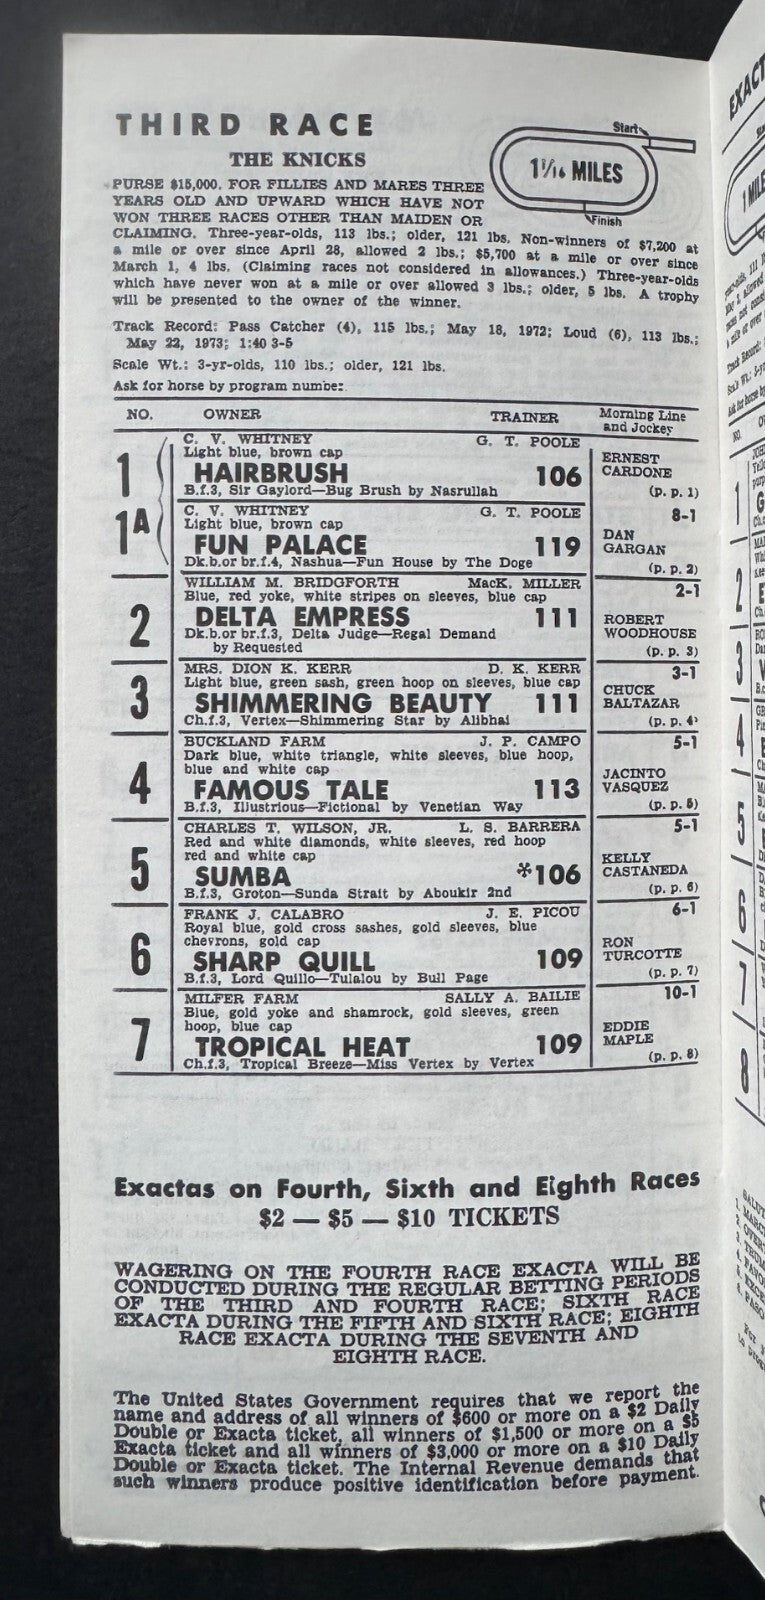 THIRD RACE
THE KNICKS
Start
1 1/16 MILES
Finish
PURSE $15,000. FOR FILLIES AND MARES THREE
YEARS OLD AND UPWARD WHICH HAVE NOT
WON THREE RACES OTHER THAN MAIDEN OR
CLAIMING. Three-year-olds, 113 lbs.; older, 121 lbs. Non-winners of $7,200 at
a mile or over since April 28, allowed 2 lbs.; $5,700 at a mile or over since
March 1, 4 lbs. (Claiming races not considered in allowances.) Three-year-olds
which have never won at a mile or over allowed 3 lbs.; older, 5 lbs. A trophy
will be presented to the owner of the winner.
Track Record: Pass Catcher (4), 115 lbs.; May 18, 1972; Loud (6), 113 lbs.;
May 22, 1973; 1:40 3-5
Scale Wt.: 3-yr-olds, 110 lbs.; older, 121 lbs.
Ask for horse by program number.
NO. OWNER TRAINER Morning Line
and Jockey
C. V. WHITNEY G. T. POOLE
Light blue, brown cap
1 HAIRBRUSH 106 ERNEST
CARDONE
B.f.3, Sir Gaylord—Bug Brush by Nasrullah (p. p. 1)
C. V. WHITNEY G. T. POOLE 8-1
Light blue, brown cap
1A FUN PALACE 119 DAN
GARGAN
Dk.b.or br.f.4, Nashua—Fun House by The Doge (p. p. 2)
WILLIAM M. BRIDGFORTH MacK. MILLER 2-1
Blue, red yoke, white stripes on sleeves, blue cap
2 DELTA EMPRESS 111 ROBERT
WOODHOUSE
Dk.b.or br.f.3, Delta Judge—Regal Demand
by Requested (p. p. 3)
MRS. DION K. KERR D. K. KERR 3-1
Light blue, green sash, green hoop on sleeves, blue cap
3 SHIMMERING BEAUTY 111 CHUCK
BALTAZAR
Ch.f.3, Vertex—Shimmering Star by Alibhai (p. p. 4)
BUCKLAND FARM J. P. CAMPO 5-1
Dark blue, white triangle, white sleeves, blue hoop,
blue and white cap
4 FAMOUS TALE 113 JACINTO
VASQUEZ
B.f.3, Illustrious—Fictional by Venetian Way (p. p. 5)
CHARLES T. WILSON, JR. L. S. BARRERA 5-1
Red and white diamonds, white sleeves, red hoop
red and white cap
5 SUMBA *106 KELLY
CASTANEDA
B.f.3, Groton—Sunda Strait by Aboukir 2nd (p. p. 6)
FRANK J. CALABRO J. E. PICOU 6-1
Royal blue, gold cross sashes, gold sleeves, blue
chevrons, gold cap
6 SHARP QUILL 109 RON
TURCOTTE
B.f.3, Lord Quillo—Tulalou by Bull Page (p. p. 7)
MILFER FARM SALLY A. BAILIE 10-1
Blue, gold yoke and shamrock, gold sleeves, green
hoop, blue cap
7 TROPICAL HEAT 109 EDDIE
MAPLE
Ch.f.3, Tropical Breeze—Miss Vertex by Vertex (p. p. 8)
Exactas on Fourth, Sixth and Eighth Races
$2 — $5 — $10 TICKETS
WAGERING ON THE FOURTH RACE EXACTA WILL BE
CONDUCTED DURING THE REGULAR BETTING PERIODS
OF THE THIRD AND FOURTH RACE; SIXTH RACE
EXACTA DURING THE FIFTH AND SIXTH RACE; EIGHTH
RACE EXACTA DURING THE SEVENTH AND
EIGHTH RACE.
The United States Government requires that we report the
name and address of all winners of $600 or more on a $2 Daily
Double or Exacta ticket, all winners of $1,500 or more on a $5
Exacta ticket and all winners of $3,000 or more on a $10 Daily
Double or Exacta ticket. The Internal Revenue demands that
such winners produce positive identification before payment.
EXACT
1 MILE
NO.
1
2
3
4
5
6
7
8